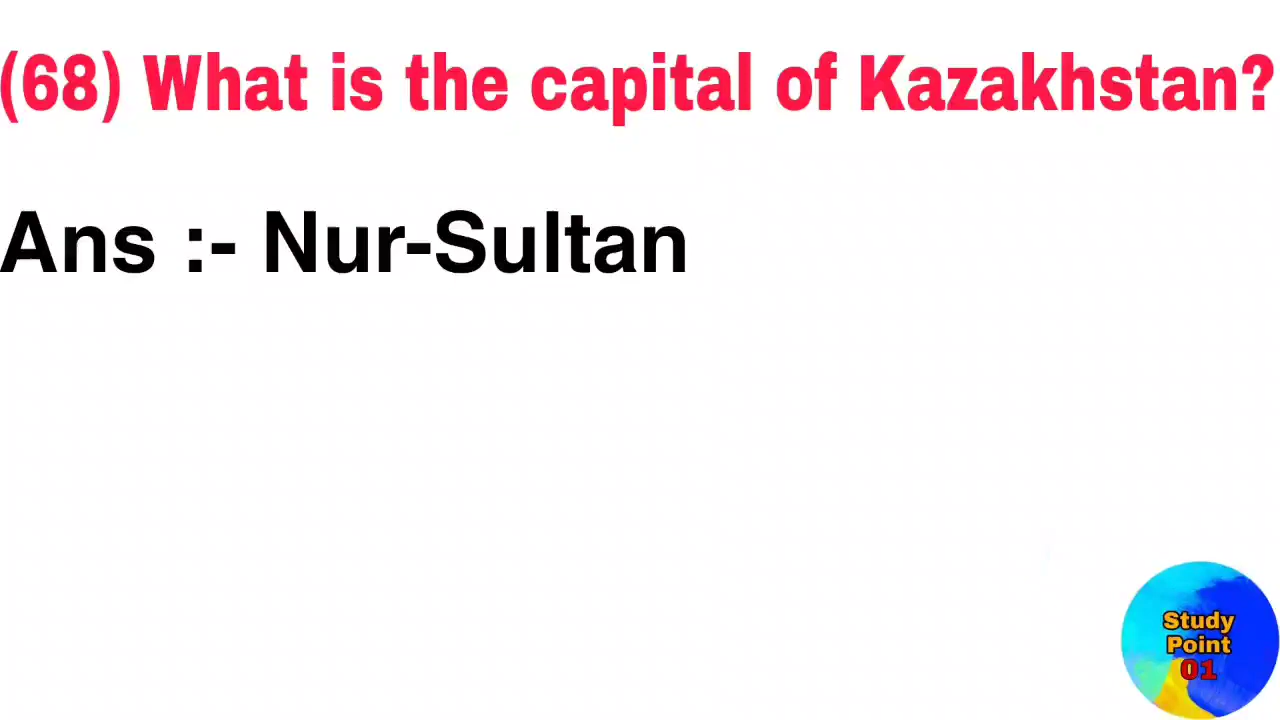 (68) What is the capital of Kazakhstan?
Ans :- Nur-Sultan
Study
Point
01